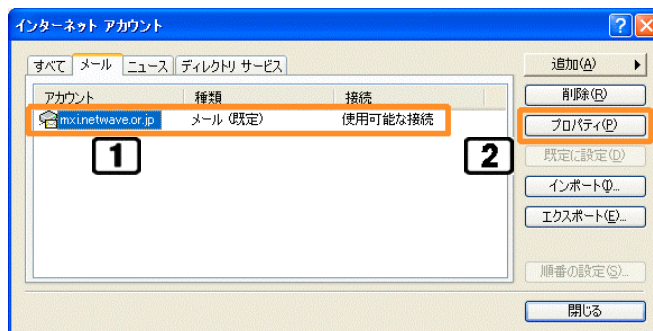 インターネット アカウント
すべて メール ニュース ディレクトリ サービス
アカウント 種類 接続
mxi.netwave.or.jp メール (既定) 使用可能な接続
1
2
追加(A)
削除(R)
プロパティ(P)
既定に設定(D)
インポート(I)...
エクスポート(E)...
順番の設定(S)...
閉じる